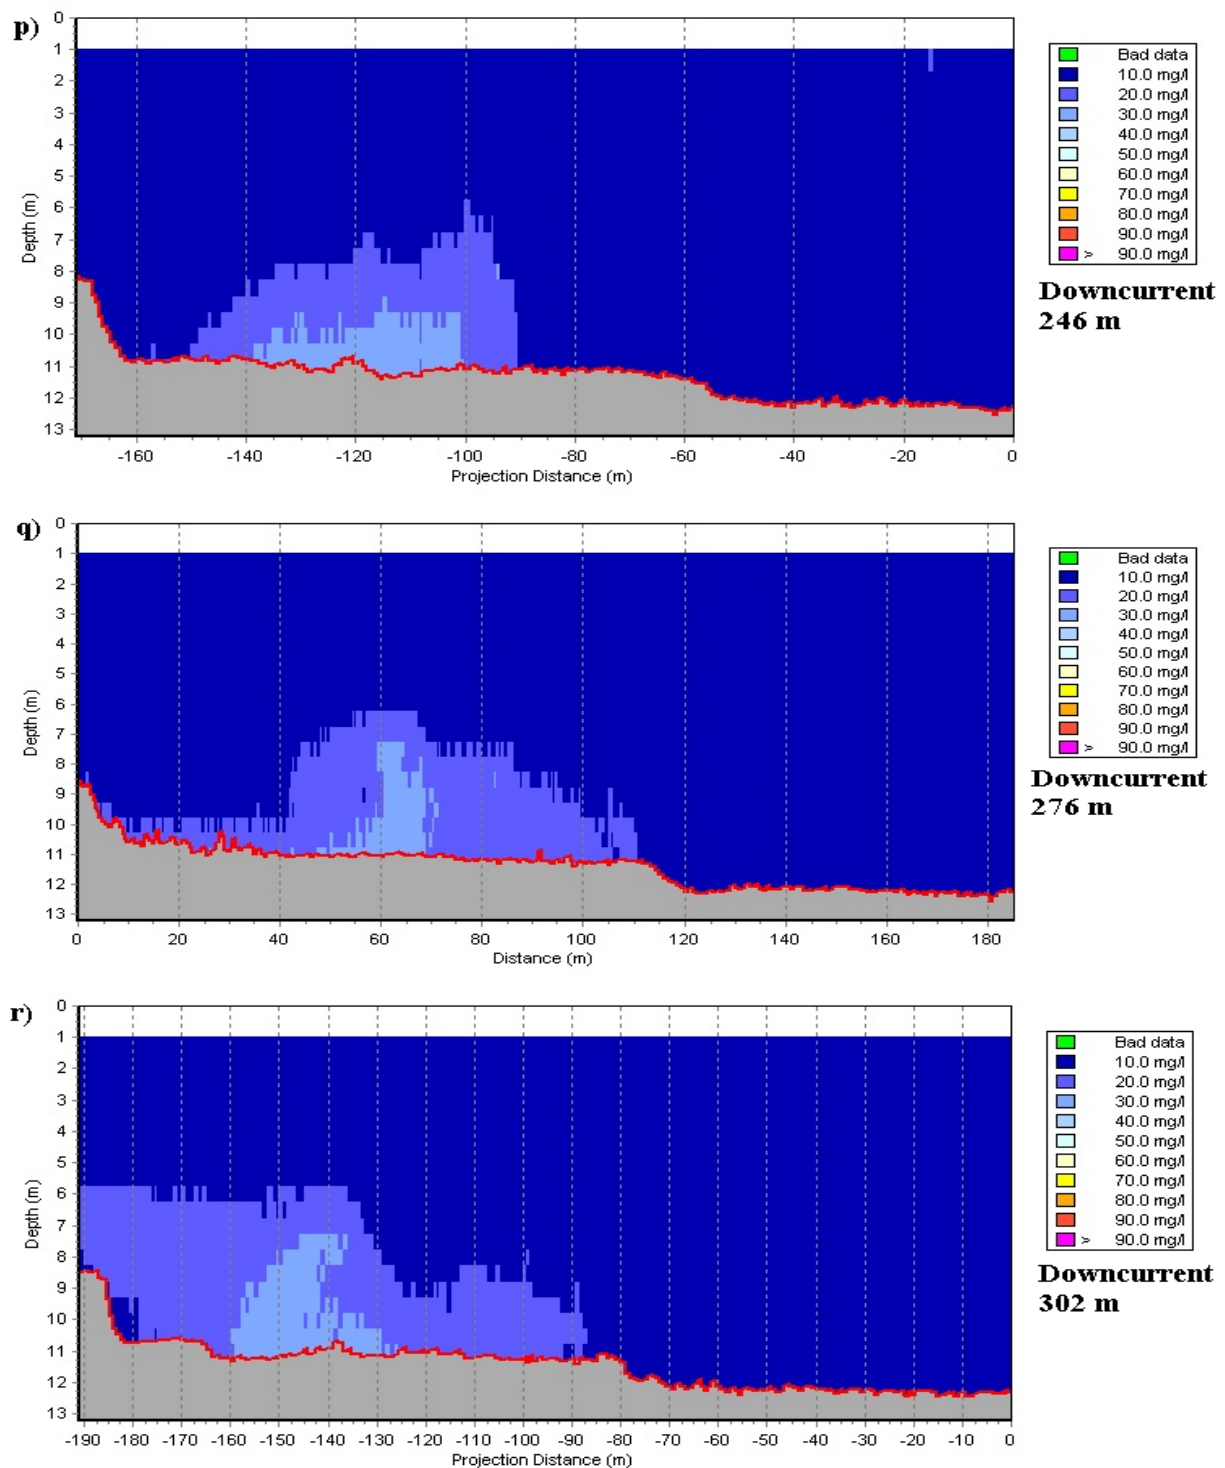 p)
0
1
2
3
4
5
6
7
8
9
10
11
12
13
Depth (m)
-160 -140 -120 -100 -80 -60 -40 -20 0
Projection Distance (m)
Bad data
10.0 mg/l
20.0 mg/l
30.0 mg/l
40.0 mg/l
50.0 mg/l
60.0 mg/l
70.0 mg/l
80.0 mg/l
90.0 mg/l
> 90.0 mg/l
Downcurrent
246 m
q)
0
1
2
3
4
5
6
7
8
9
10
11
12
13
Depth (m)
0 20 40 60 80 100 120 140 160 180
Distance (m)
Bad data
10.0 mg/l
20.0 mg/l
30.0 mg/l
40.0 mg/l
50.0 mg/l
60.0 mg/l
70.0 mg/l
80.0 mg/l
90.0 mg/l
> 90.0 mg/l
Downcurrent
276 m
r)
0
1
2
3
4
5
6
7
8
9
10
11
12
13
Depth (m)
-190 -180 -170 -160 -150 -140 -130 -120 -110 -100 -90 -80 -70 -60 -50 -40 -30 -20 -10 0
Projection Distance (m)
Bad data
10.0 mg/l
20.0 mg/l
30.0 mg/l
40.0 mg/l
50.0 mg/l
60.0 mg/l
70.0 mg/l
80.0 mg/l
90.0 mg/l
> 90.0 mg/l
Downcurrent
302 m